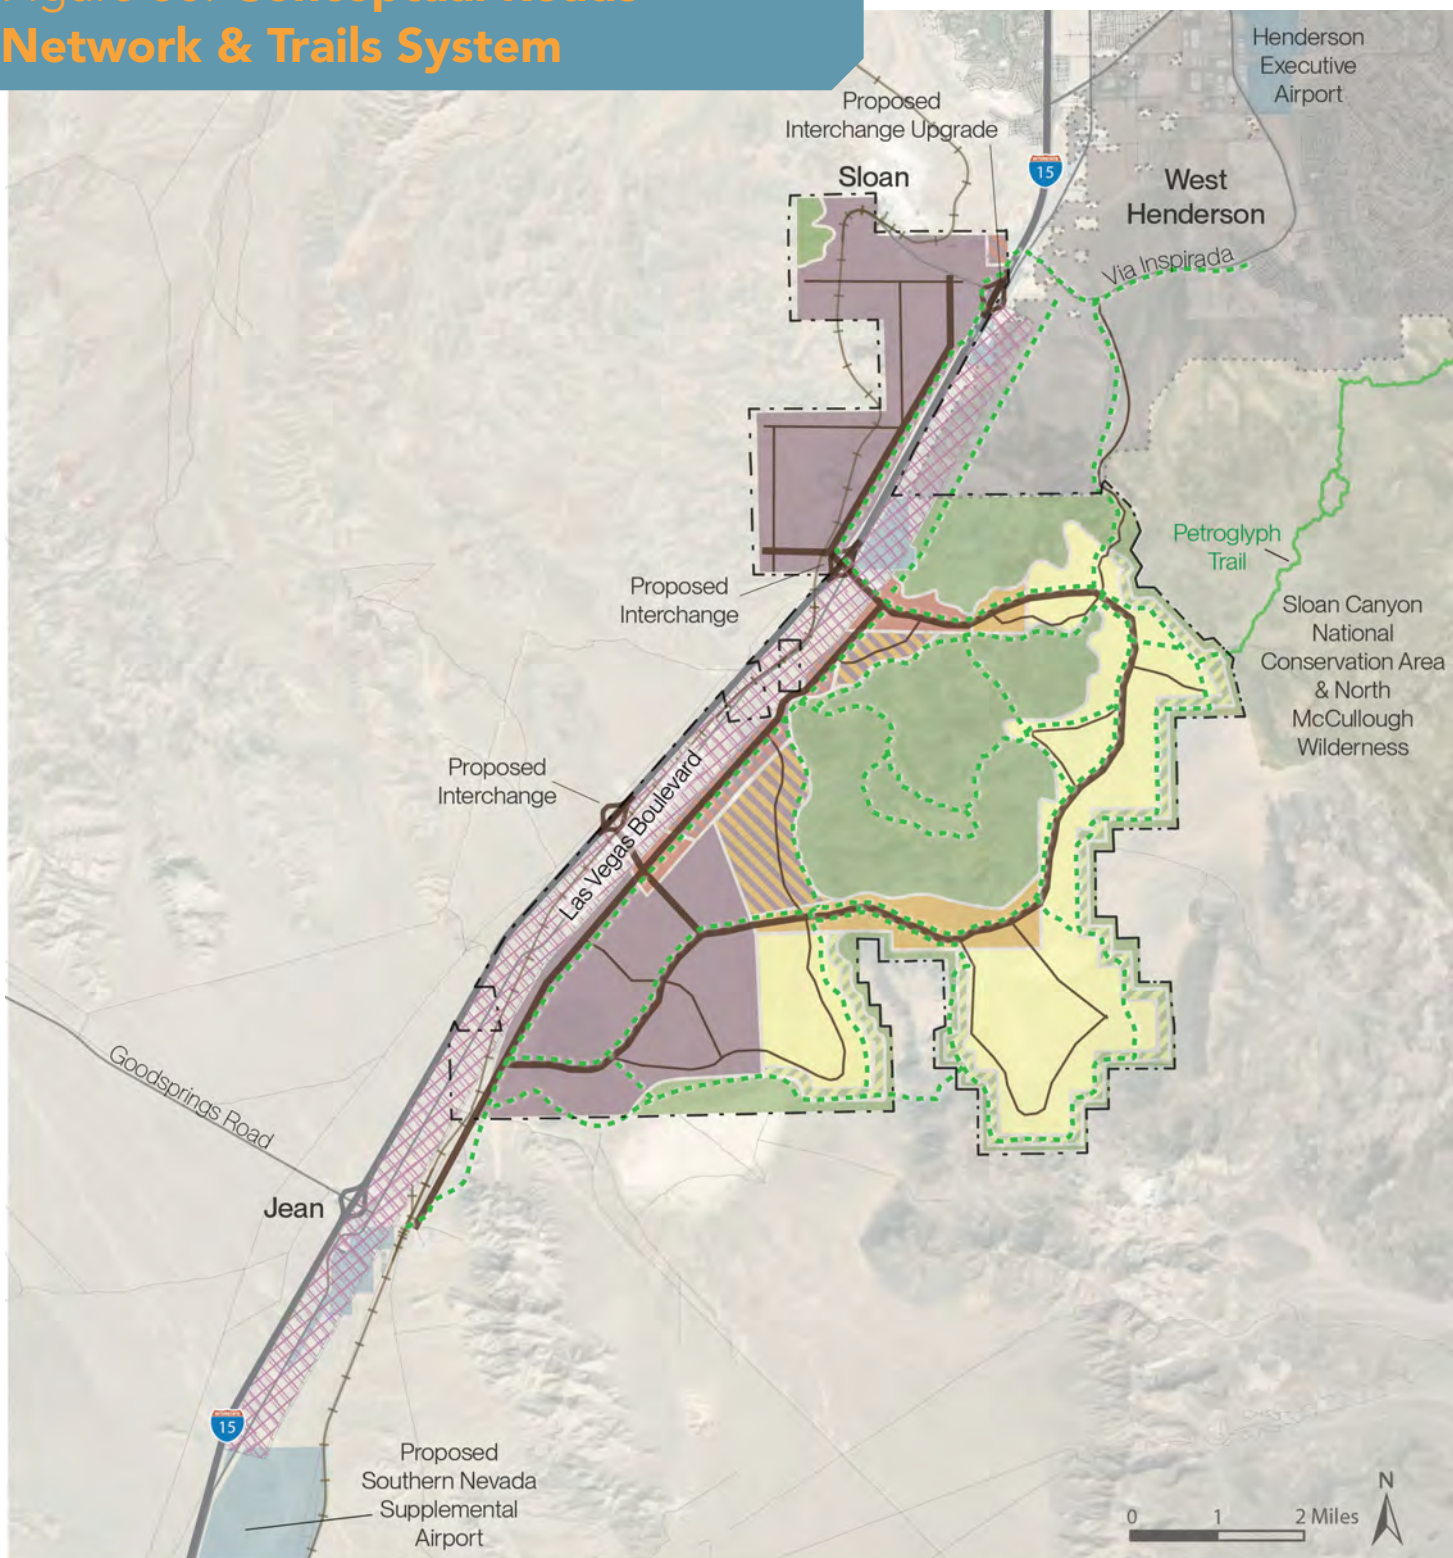 Network & Trails System
Henderson
Executive
Airport
Proposed
Interchange Upgrade
INTERSTATE
15
Sloan
West
Henderson
Via Inspirada
Petroglyph
Trail
Proposed
Interchange
Sloan Canyon
National
Conservation Area
& North
McCullough
Wilderness
Proposed
Interchange
Las Vegas Boulevard
Goodsprings Road
Jean
INTERSTATE
15
Proposed
Southern Nevada
Supplemental
Airport
N
0 1 2 Miles